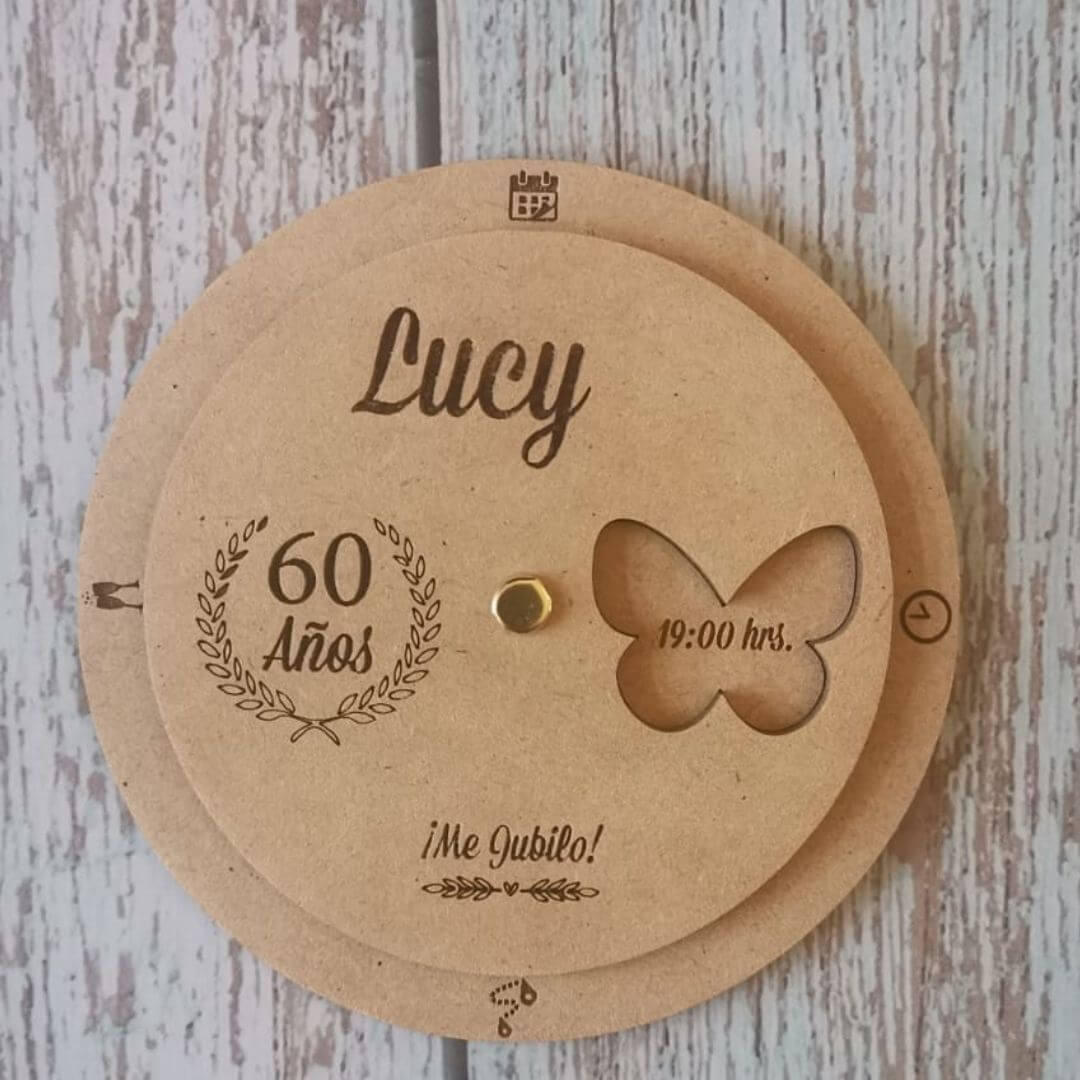 Lucy
60
Años
19:00 hrs.
¡Me Jubilo!